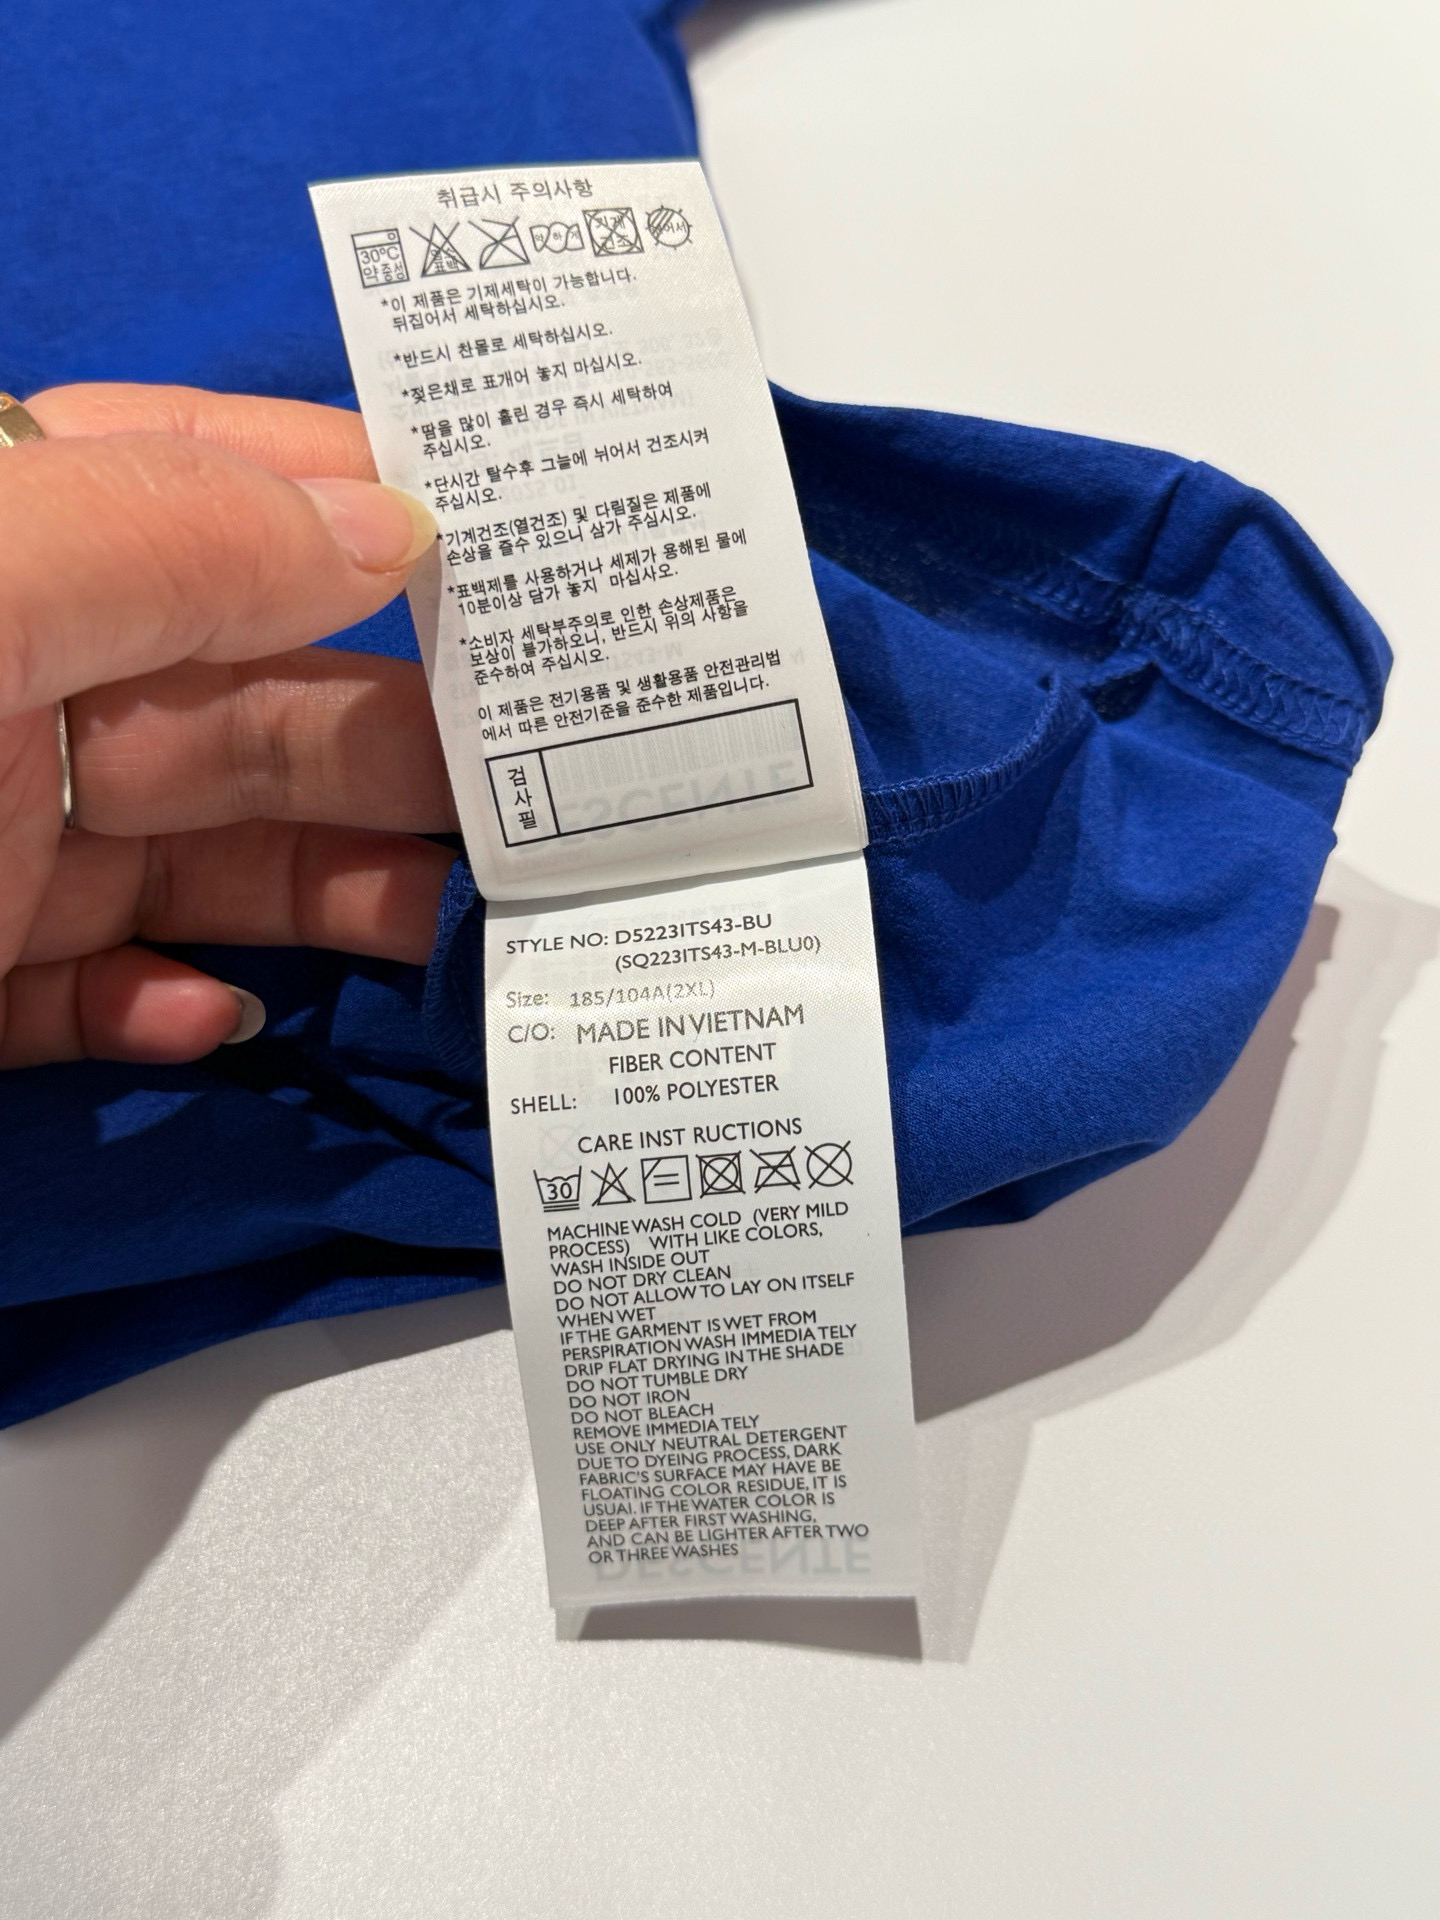 취급시 주의사항
30℃
약중성
염소
표백
약하게
기계
건조
뉘어서
*이 제품은 기계세탁이 가능합니다.
뒤집어서 세탁하십시오.
*반드시 찬물로 세탁하십시오.
*젖은채로 포개어 놓지 마십시오.
*땀을 많이 흘린 경우 즉시 세탁하여
주십시오.
*단시간 탈수후 그늘에 뉘어서 건조시켜
주십시오.
*기계건조(열건조) 및 다림질은 제품에
손상을 줄수 있으니 삼가 주십시오.
*표백제를 사용하거나 세제가 용해된 물에
10분이상 담가 놓지 마십사오.
*소비자 세탁부주의로 인한 손상제품은
보상이 불가하오니, 반드시 위의 사항을
준수하여 주십시오.
이 제품은 전기용품 및 생활용품 안전관리법
에서 따른 안전기준을 준수한 제품입니다.
검사필
STYLE NO: D5223ITS43-BU
(SQ223ITS43-M-BLU0)
Size: 185/104A(2XL)
C/O: MADE IN VIETNAM
FIBER CONTENT
SHELL: 100% POLYESTER
CARE INST RUCTIONS
30
MACHINE WASH COLD (VERY MILD
PROCESS) WITH LIKE COLORS,
WASH INSIDE OUT
DO NOT DRY CLEAN
DO NOT ALLOW TO LAY ON ITSELF
WHEN WET
IF THE GARMENT IS WET FROM
PERSPIRATION WASH IMMEDIA TELY
DRIP FLAT DRYING IN THE SHADE
DO NOT TUMBLE DRY
DO NOT IRON
DO NOT BLEACH
REMOVE IMMEDIA TELY
USE ONLY NEUTRAL DETERGENT
DUE TO DYEING PROCESS, DARK
FABRIC'S SURFACE MAY HAVE BE
FLOATING COLOR RESIDUE, IT IS
USUAI. IF THE WATER COLOR IS
DEEP AFTER FIRST WASHING,
AND CAN BE LIGHTER AFTER TWO
OR THREE WASHES
DESCENTE